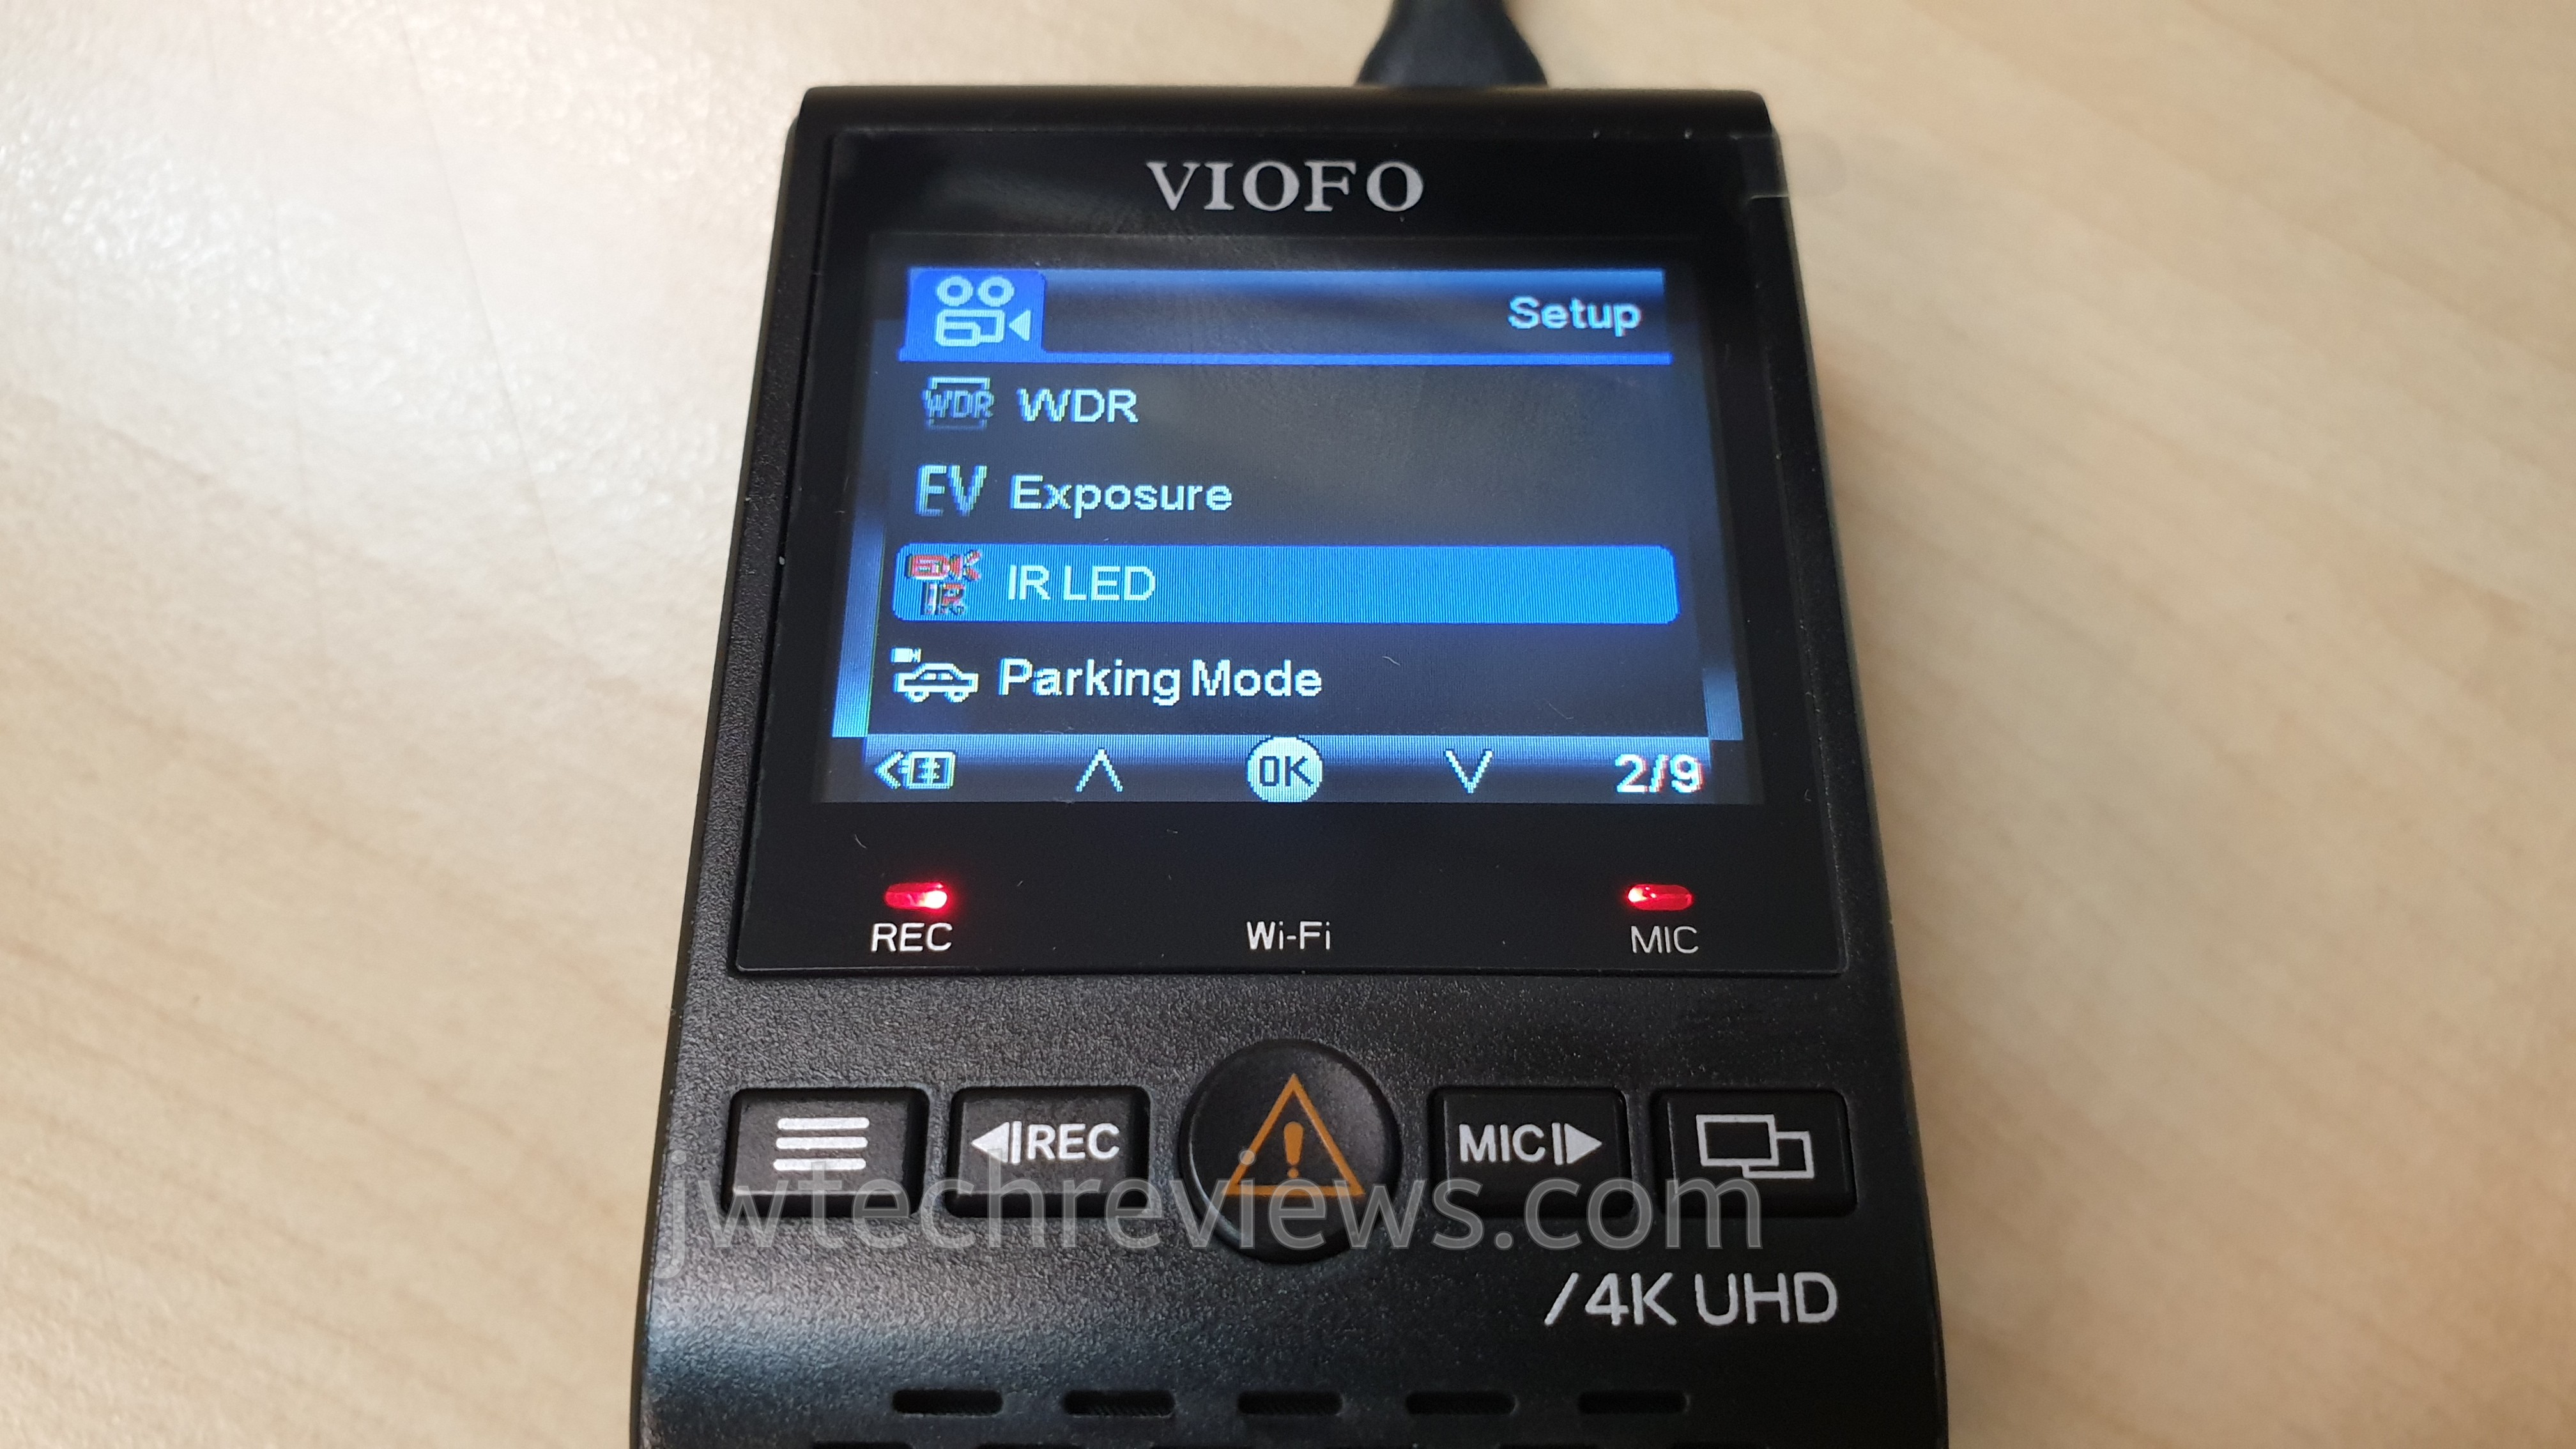 VIOFO
Setup
WDR WDR
EV Exposure
IR LED
Parking Mode
OK 2/9
REC Wi-Fi MIC
REC MIC
jwtechreviews.com
/4K UHD